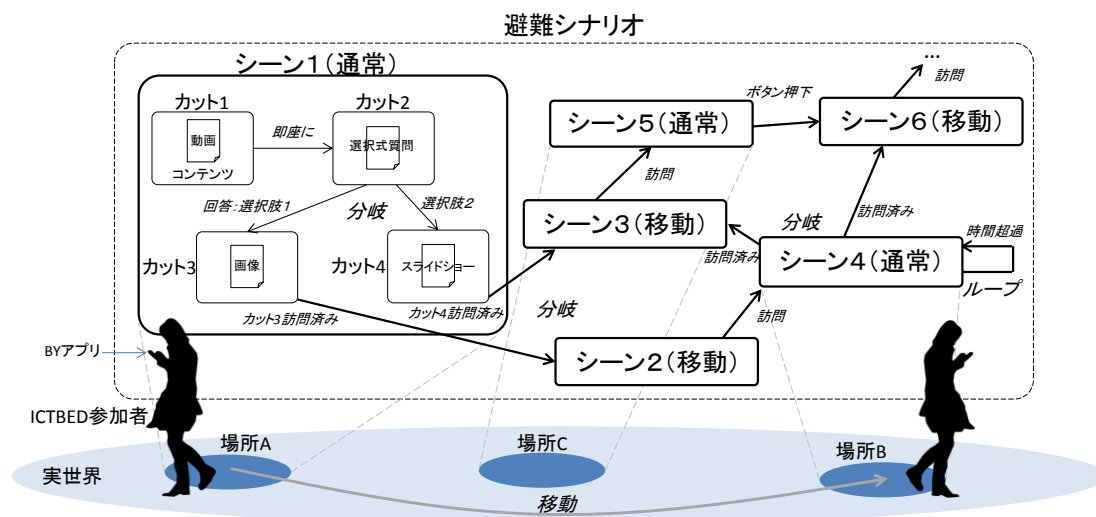 避難シナリオ
シーン1(通常)
カット1
動画
コンテンツ
即座に
カット2
選択式質問
回答:選択肢1
分岐
選択肢2
カット3
画像
カット4
スライドショー
カット3訪問済み
カット4訪問済み
シーン5(通常)
ボタン押下
シーン6(移動)
訪問
...
訪問
シーン3(移動)
分岐
訪問済み
訪問済み
シーン4(通常)
時間超過
ループ
分岐
訪問
シーン2(移動)
BYアプリ
ICTBED参加者
実世界
場所A
場所C
場所B
移動